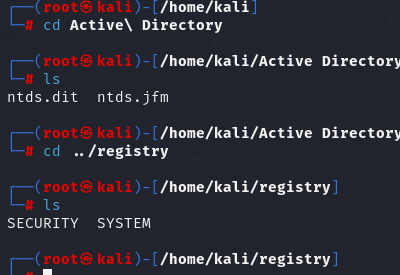 (root㉿kali)-[/home/kali]
# cd Active\ Directory
(root㉿kali)-[/home/kali/Active Directory
# ls
ntds.dit ntds.jfm
(root㉿kali)-[/home/kali/Active Directory
# cd ../registry
(root㉿kali)-[/home/kali/registry]
# ls
SECURITY SYSTEM
(root㉿kali)-[/home/kali/registry]
#